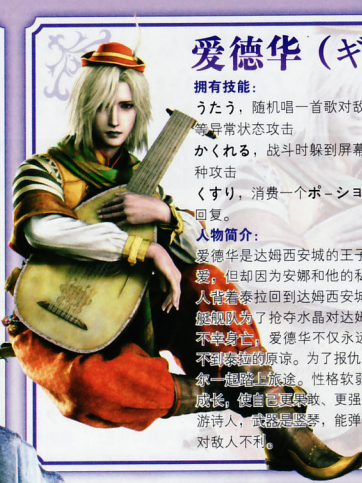 爱德华（ギ
拥有技能：
うたう，随机唱一首歌对敌
等异常状态攻击
かくれる，战斗时躲到屏幕
种攻击
くすり，消费一个ポーショ
回复。
人物简介：
爱德华是达姆西安城的王子
爱，但却因为安娜和他的私
人背着泰拉回到达姆西安城
艇舰队为了抢夺水晶对达姆
不幸身亡，爱德华不仅永远
不到泰拉的原谅。为了报仇
尔一起踏上旅途。性格软弱
成长，使自己更果敢、更强
游诗人，武器是竖琴，能弹
对敌人不利。